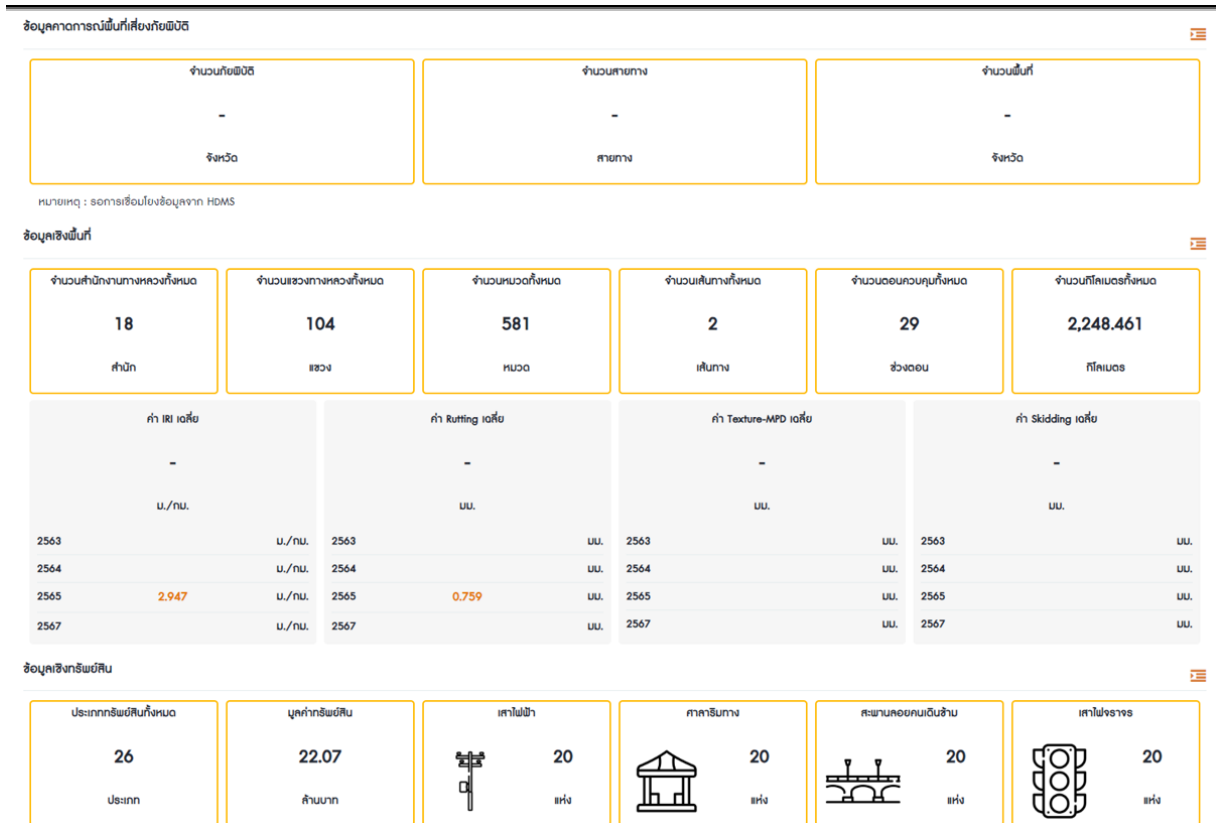 ข้อมูลคาดการณ์พื้นที่เสี่ยงภัยพิบัติ
จำนวนภัยพิบัติ จำนวนสายทาง จำนวนพื้นที่
- - -
จังหวัด สายทาง จังหวัด
หมายเหตุ : รอการเชื่อมโยงข้อมูลจาก HDMS
ข้อมูลเชิงพื้นที่
จำนวนสำนักงานทางหลวงทั้งหมด จำนวนแขวงทางหลวงทั้งหมด จำนวนหมวดทั้งหมด จำนวนเส้นทางทั้งหมด จำนวนตอนควบคุมทั้งหมด จำนวนกิโลเมตรทั้งหมด
18 104 581 2 29 2,248.461
สำนัก แขวง หมวด เส้นทาง ช่วงตอน กิโลเมตร
ค่า IRI เฉลี่ย ค่า Rutting เฉลี่ย ค่า Texture-MPD เฉลี่ย ค่า Skidding เฉลี่ย
- - - -
ม./กม. มม. มม. มม.
2563 ม./กม. 2563 มม. 2563 มม. 2563 มม.
2564 ม./กม. 2564 มม. 2564 มม. 2564 มม.
2565 2.947 ม./กม. 2565 0.759 มม. 2565 มม. 2565 มม.
2567 ม./กม. 2567 มม. 2567 มม. 2567 มม.
ข้อมูลเชิงทรัพย์สิน
ประเภททรัพย์สินทั้งหมด มูลค่าทรัพย์สิน เสาไฟฟ้า ศาลาริมทาง สะพานลอยคนเดินข้าม เสาไฟจราจร
26 22.07 20 20 20 20
ประเภท ล้านบาท แห่ง แห่ง แห่ง แห่ง